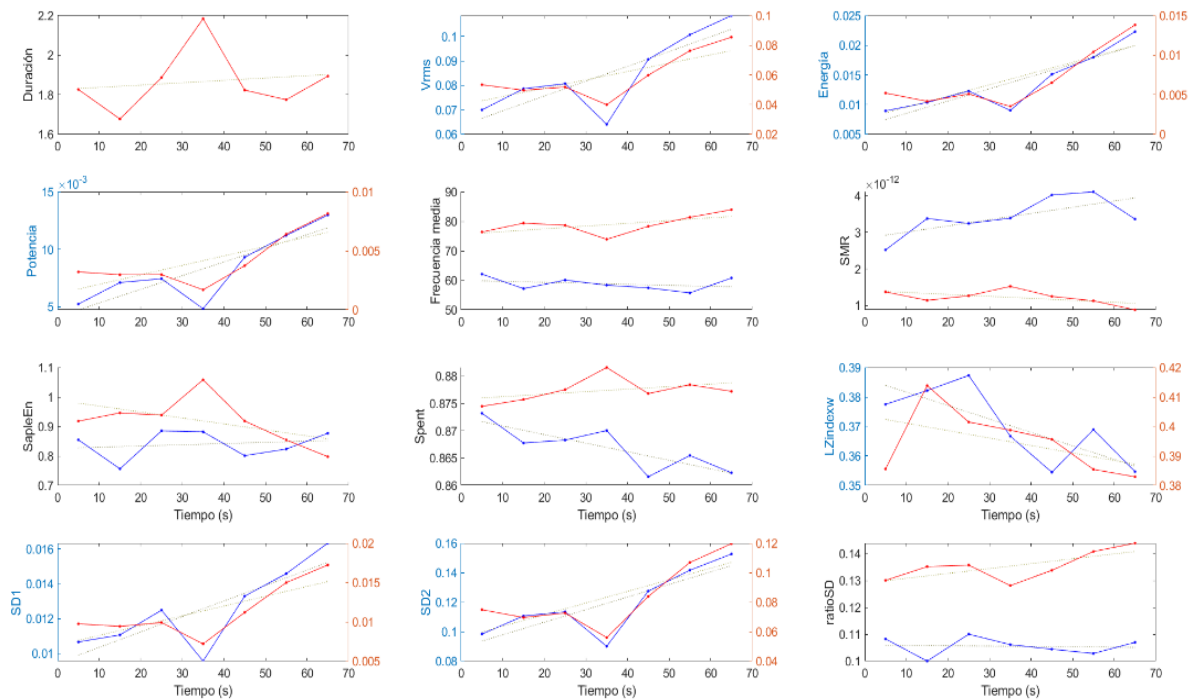 Duración
2.2
2
1.8
1.6
0 10 20 30 40 50 60 70
Vrms
0.1
0.09
0.08
0.07
0.06
0.1
0.08
0.06
0.04
0.02
0 10 20 30 40 50 60 70
Energía
0.025
0.02
0.015
0.01
0.005
0.015
0.01
0.005
0
0 10 20 30 40 50 60 70
Potencia
×10-3
15
10
5
0.01
0.005
0
0 10 20 30 40 50 60 70
Frecuencia media
90
80
70
60
50
0 10 20 30 40 50 60 70
SMR
×10-12
4
3
2
1
0 10 20 30 40 50 60 70
SapleEn
1.1
1
0.9
0.8
0.7
0 10 20 30 40 50 60 70
Tiempo (s)
Spent
0.88
0.875
0.87
0.865
0.86
0 10 20 30 40 50 60 70
Tiempo (s)
LZindexw
0.39
0.38
0.37
0.36
0.35
0.42
0.41
0.4
0.39
0.38
0 10 20 30 40 50 60 70
Tiempo (s)
SD1
0.016
0.014
0.012
0.01
0.02
0.015
0.01
0.005
0 10 20 30 40 50 60 70
Tiempo (s)
SD2
0.16
0.14
0.12
0.1
0.08
0.12
0.1
0.08
0.06
0.04
0 10 20 30 40 50 60 70
Tiempo (s)
ratioSD
0.14
0.13
0.12
0.11
0.1
0 10 20 30 40 50 60 70
Tiempo (s)